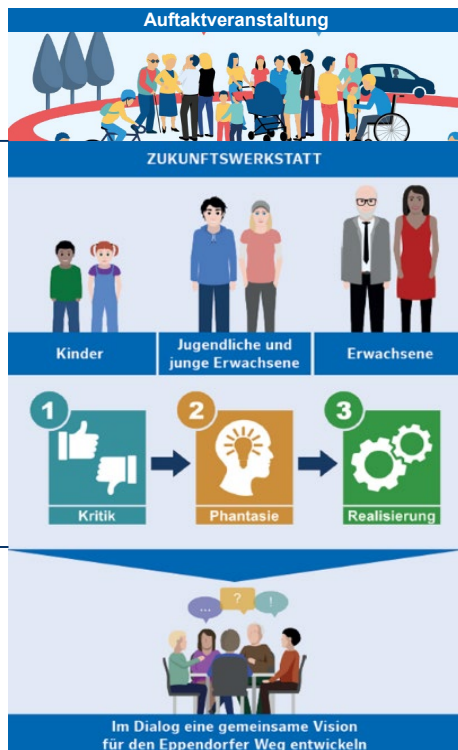 Auftaktveranstaltung
ZUKUNFTSWERKSTATT
Kinder
Jugendliche und
junge Erwachsene
Erwachsene
1
2
3
Kritik
Phantasie
Realisierung
...
?
!
Im Dialog eine gemeinsame Vision
für den Eppendorfer Weg entwickeln